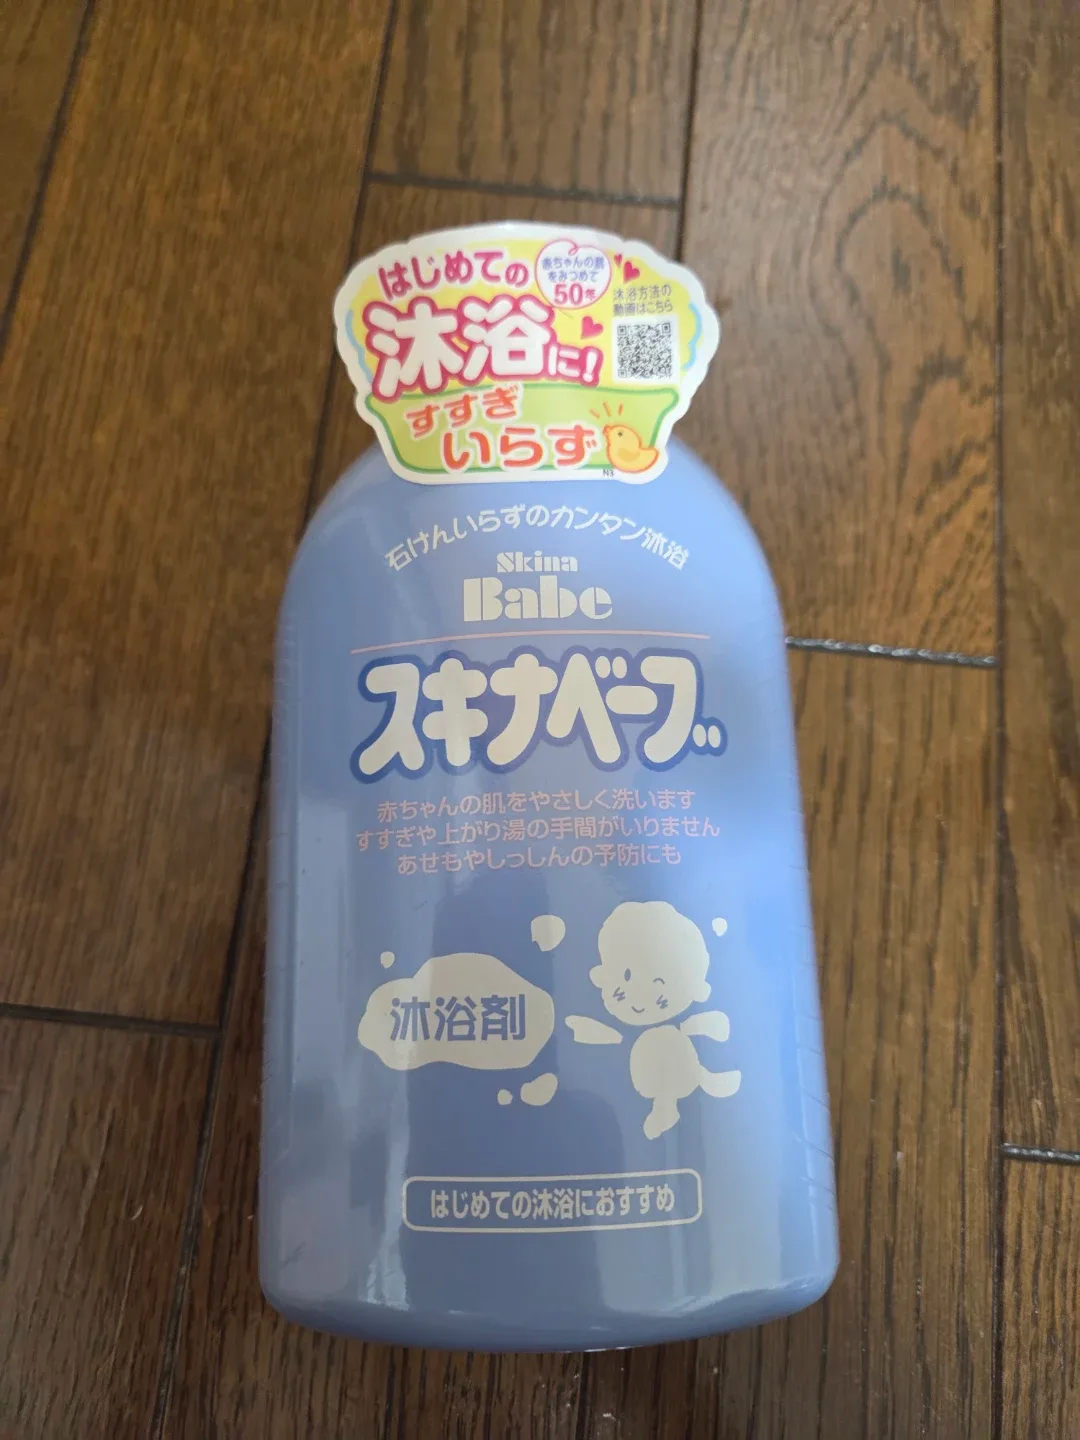 はじめての
沐浴に!
赤ちゃんの肌
をみつめて
50年
沐浴方法の
動画はこちら
すすぎ
いらず
N3
石けんいらずのカンタン沐浴
Skina
Babe
スキナベーブ
赤ちゃんの肌をやさしく洗います
すすぎや上がり湯の手間がいりません
あせもやしっしんの予防にも
沐浴剤
はじめての沐浴におすすめ